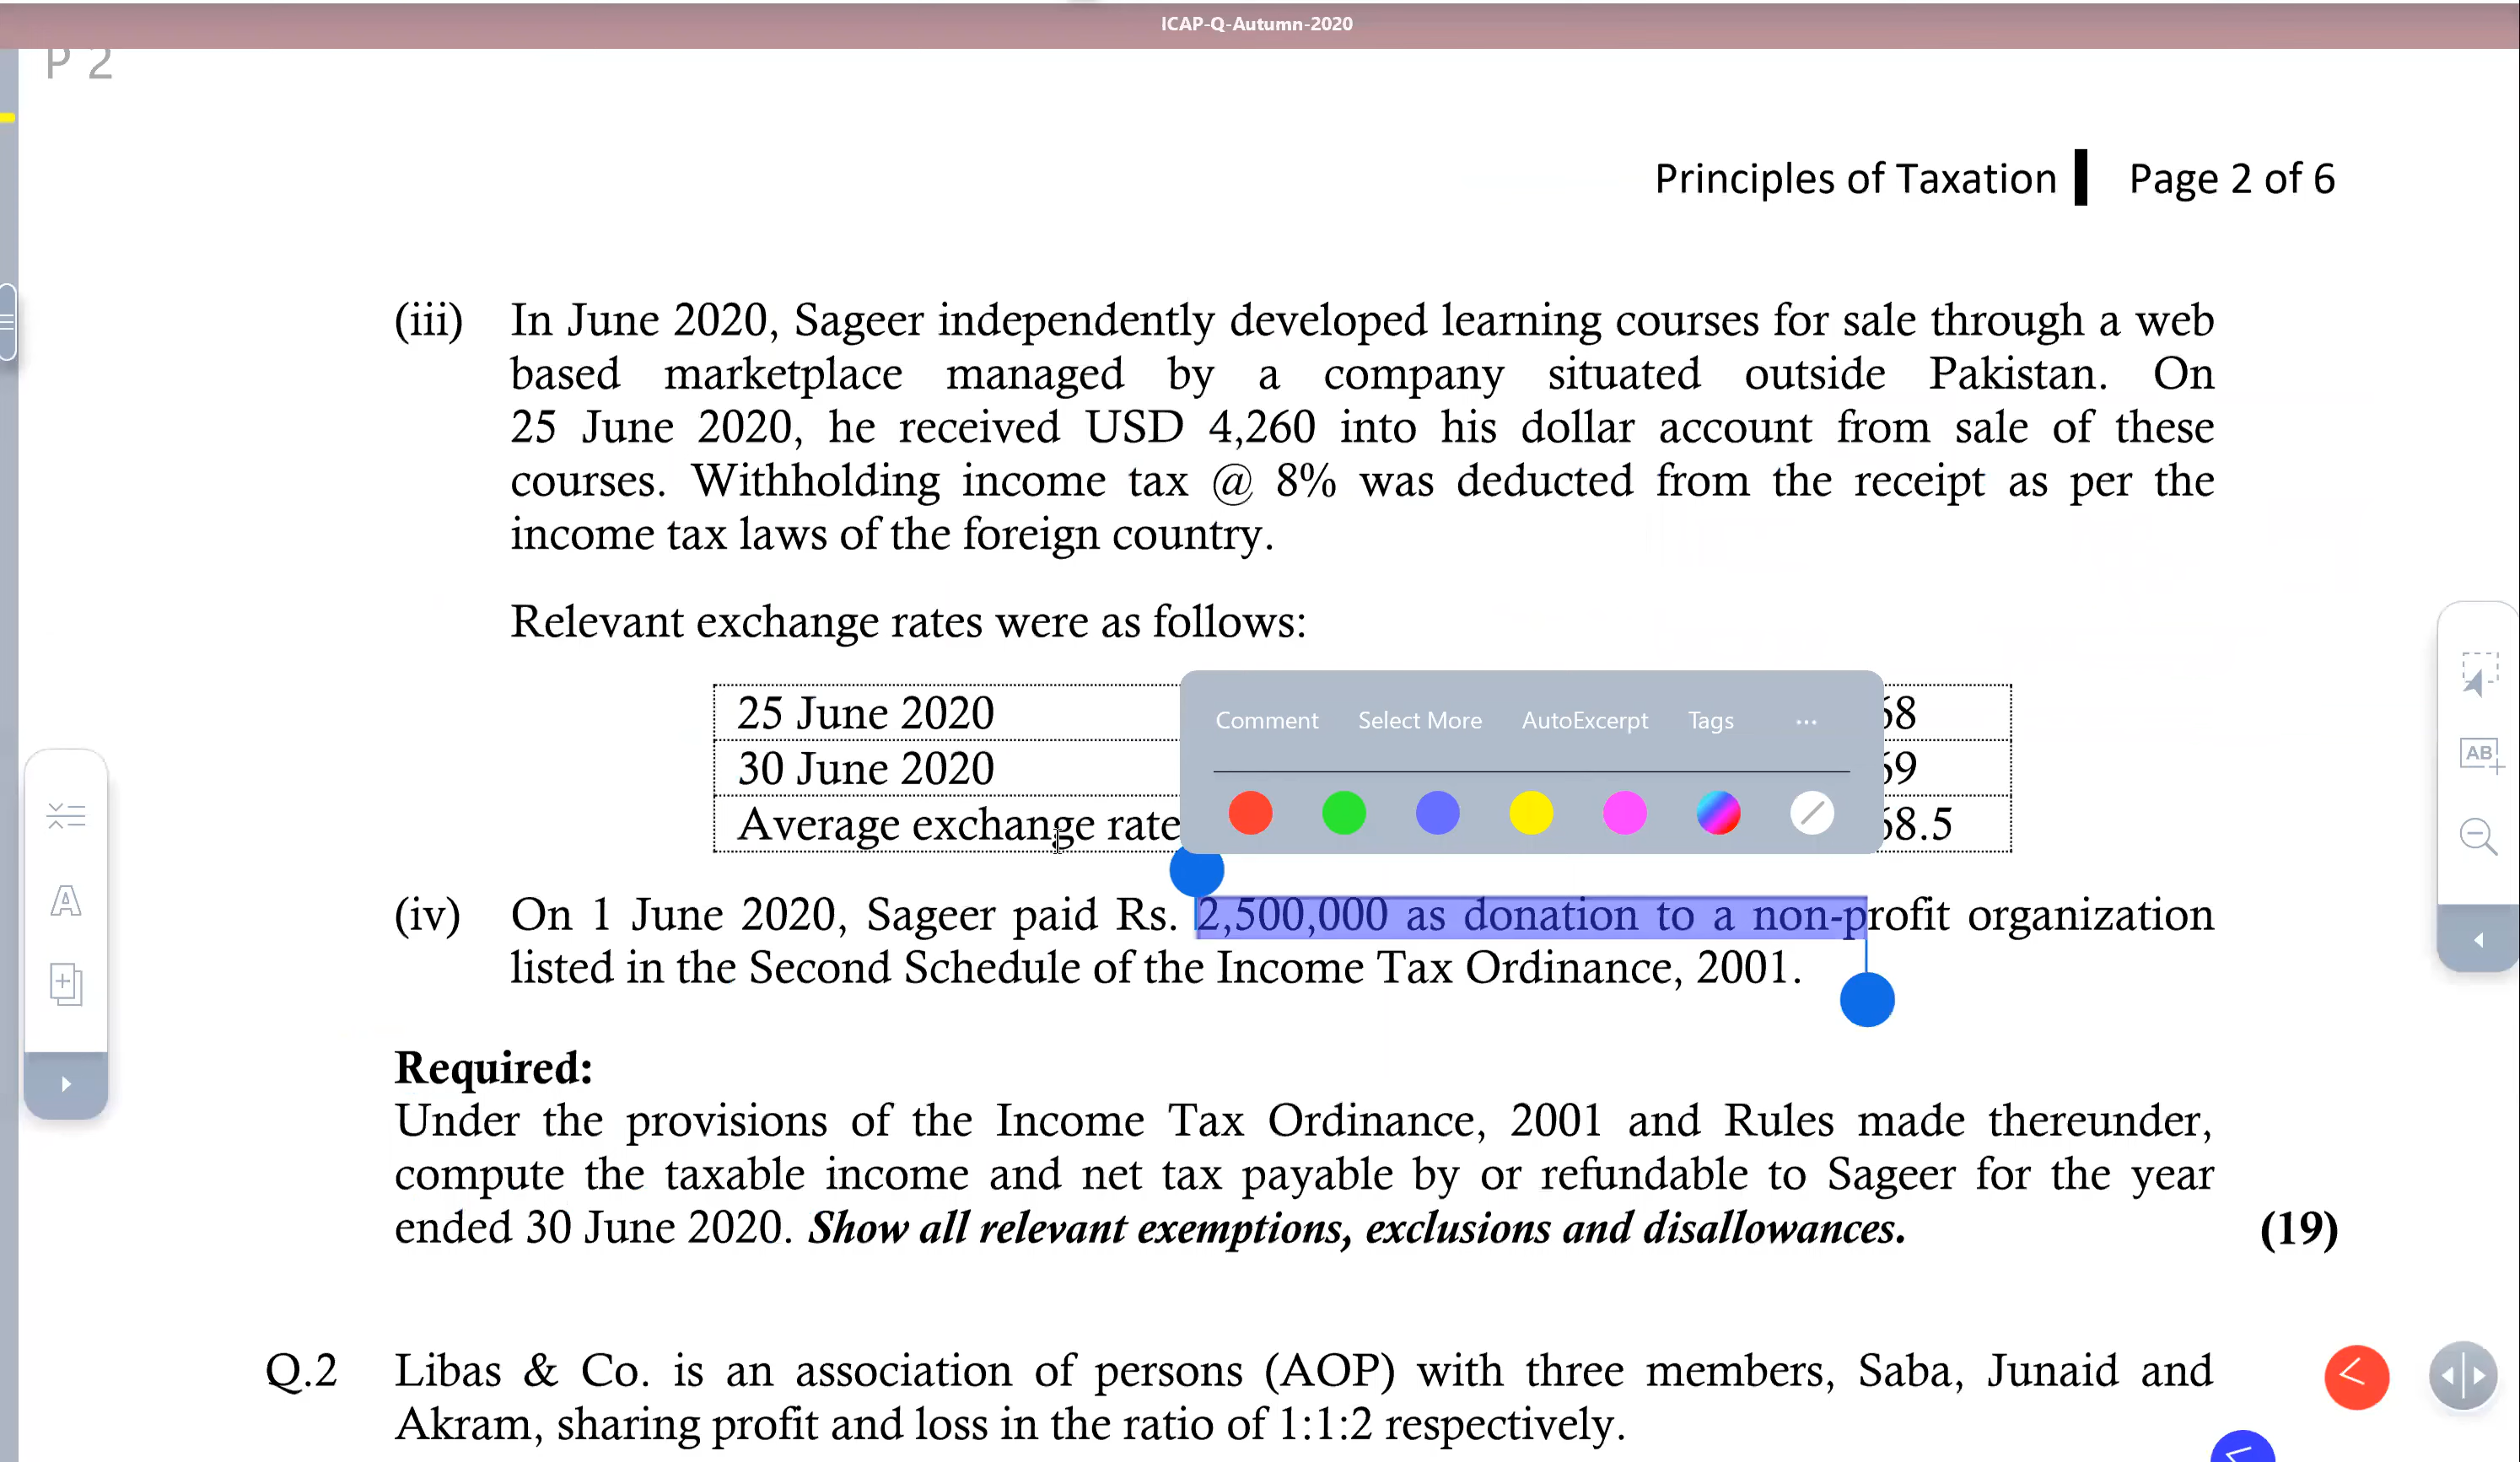 ICAP-Q-Autumn-2020
P 2
Principles of Taxation Page 2 of 6
(iii) In June 2020, Sageer independently developed learning courses for sale through a web
based marketplace managed by a company situated outside Pakistan. On
25 June 2020, he received USD 4,260 into his dollar account from sale of these
courses. Withholding income tax @ 8% was deducted from the receipt as per the
income tax laws of the foreign country.
Relevant exchange rates were as follows:
Comment Select More AutoExcerpt Tags ...
25 June 2020 68
30 June 2020 69
Average exchange rate 68.5
(iv) On 1 June 2020, Sageer paid Rs. 2,500,000 as donation to a non-profit organization
listed in the Second Schedule of the Income Tax Ordinance, 2001.
Required:
Under the provisions of the Income Tax Ordinance, 2001 and Rules made thereunder,
compute the taxable income and net tax payable by or refundable to Sageer for the year
ended 30 June 2020. Show all relevant exemptions, exclusions and disallowances. (19)
Q.2 Libas & Co. is an association of persons (AOP) with three members, Saba, Junaid and
Akram, sharing profit and loss in the ratio of 1:1:2 respectively.
A
AB